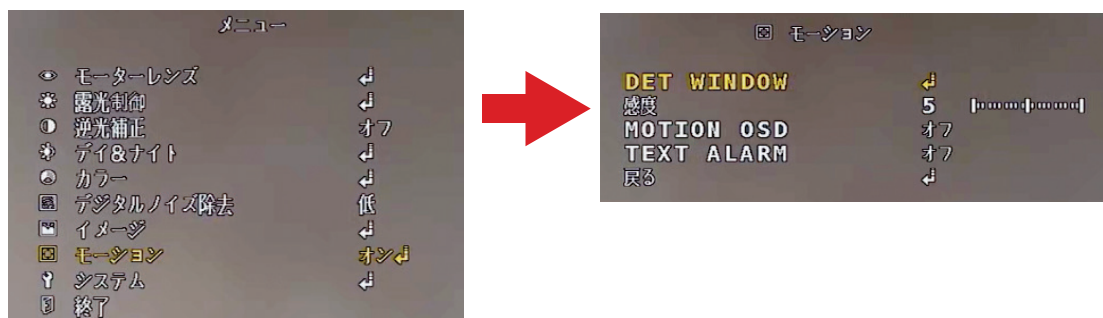 メニュー
モーターレンズ ↲
露光制御 ↲
逆光補正 オフ
デイ&ナイト ↲
カラー ↲
デジタルノイズ除去 低
イメージ ↲
モーション オン↲
システム ↲
終了
モーション
DET WINDOW ↲
感度 5
MOTION OSD オフ
TEXT ALARM オフ
戻る ↲